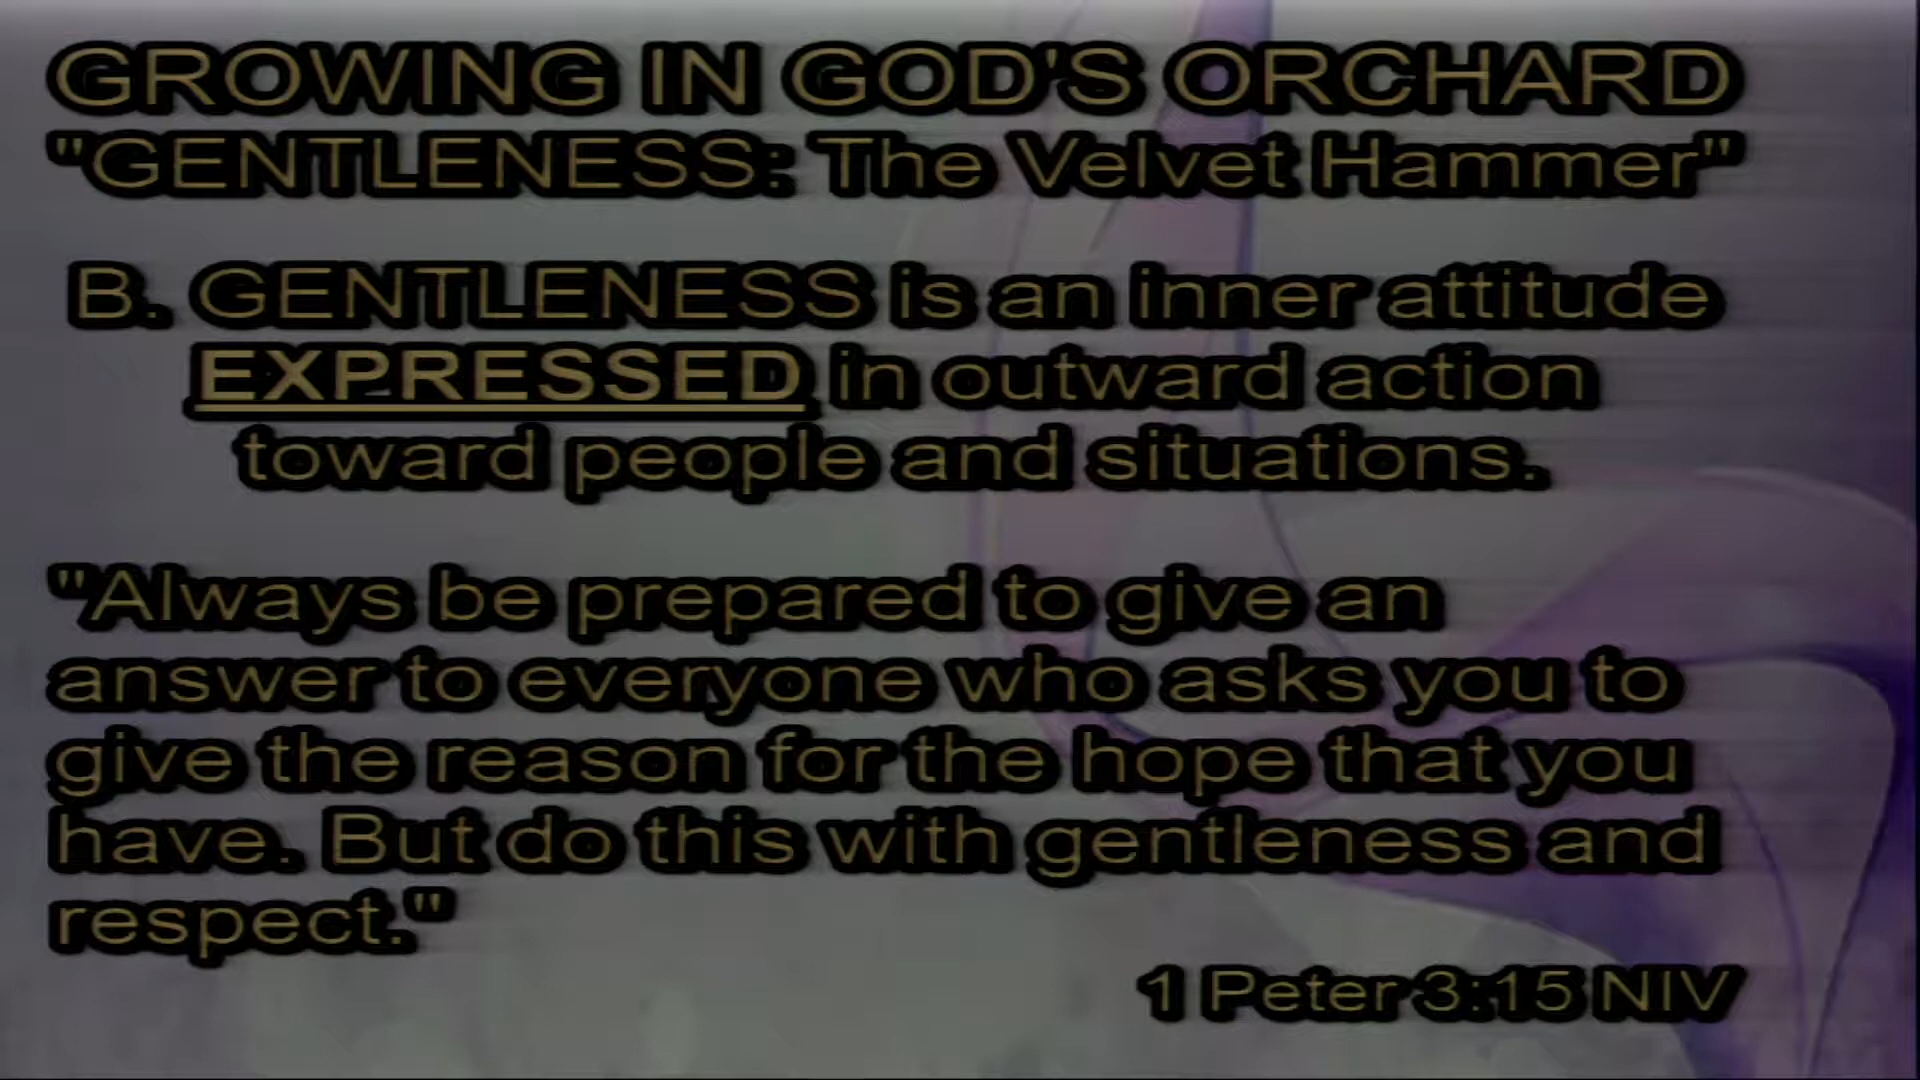 GROWING IN GOD'S ORCHARD
"GENTLENESS: The Velvet Hammer"
B. GENTLENESS is an inner attitude
EXPRESSED in outward action
toward people and situations.
"Always be prepared to give an
answer to everyone who asks you to
give the reason for the hope that you
have. But do this with gentleness and
respect."
1 Peter 3:15 NIV